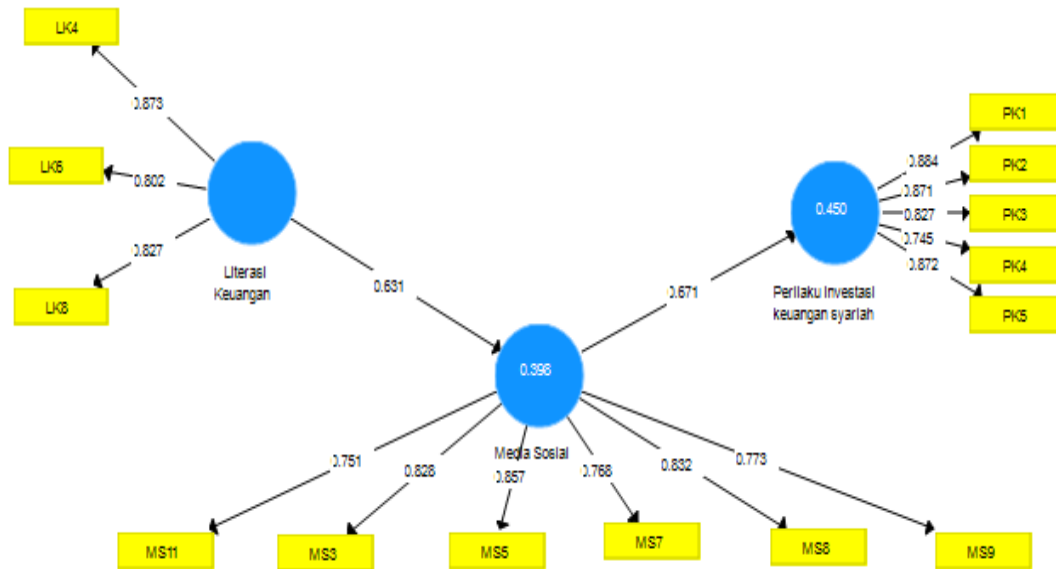 LK4
0.873
LK6
0.802
0.827
LK8
Literasi
Keuangan
0.631
0.398
Media Sosial
0.671
0.450
Perilaku Investasi
keuangan syariah
0.884
0.871
0.827
0.745
0.872
PK1
PK2
PK3
PK4
PK5
0.751
0.828
0.857
0.768
0.832
0.773
MS11
MS3
MS5
MS7
MS8
MS9